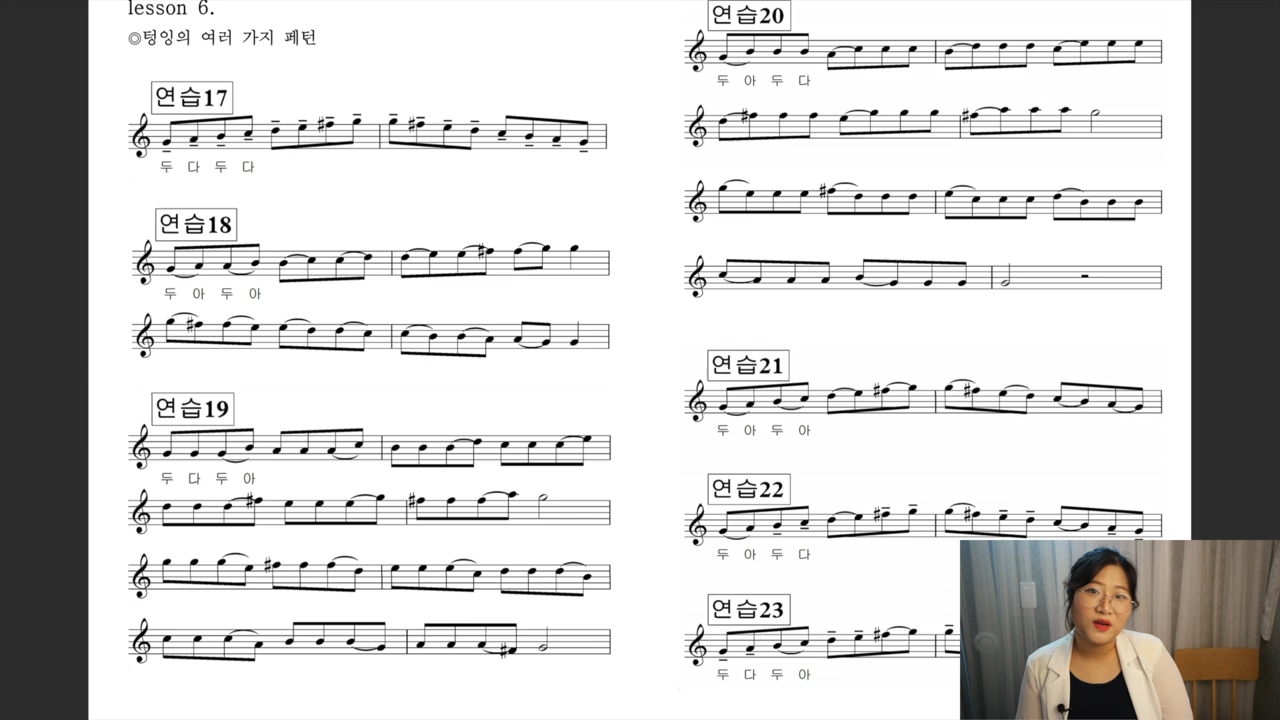 lesson 6.
◎텅잉의 여러 가지 페턴
연습17
두 다 두 다
연습18
두 아 두 아
연습19
두 다 두 아
연습20
두 아 두 다
연습21
두 아 두 아
연습22
두 아 두 다
연습23
두 다 두 아